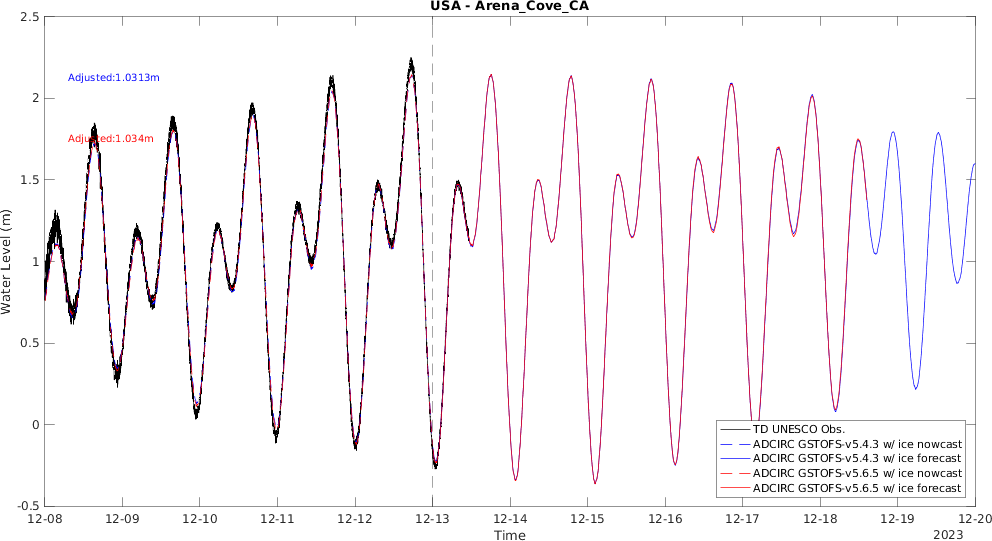 USA - Arena_Cove_CA
2.5
2
1.5
1
0.5
0
-0.5
Water Level (m)
Adjusted:1.0313m
Adjusted:1.034m
TD UNESCO Obs.
ADCIRC GSTOFS-v5.4.3 w/ ice nowcast
ADCIRC GSTOFS-v5.4.3 w/ ice forecast
ADCIRC GSTOFS-v5.6.5 w/ ice nowcast
ADCIRC GSTOFS-v5.6.5 w/ ice forecast
12-08 12-09 12-10 12-11 12-12 12-13 12-14 12-15 12-16 12-17 12-18 12-19 12-20
Time
2023